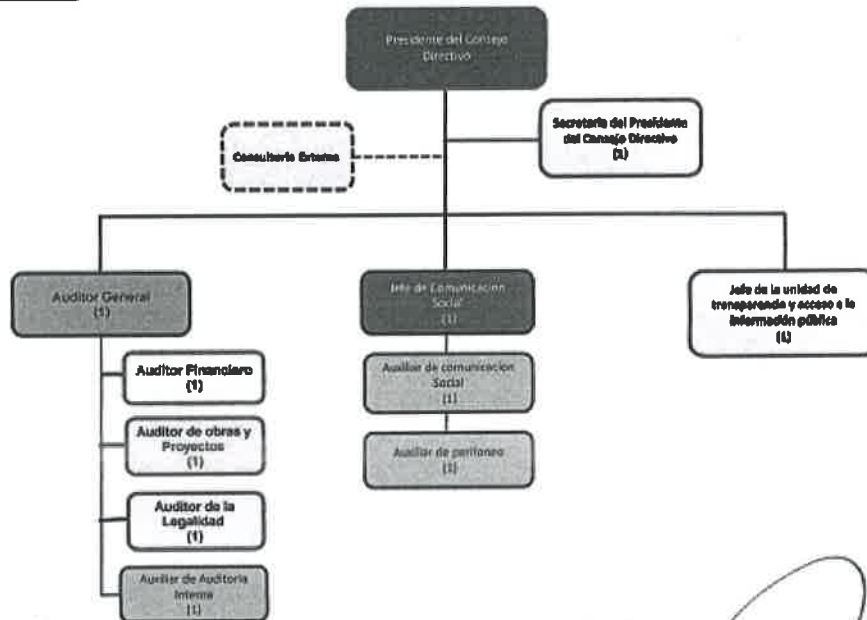 Presidente del Consejo
Directivo
Consultoría Externa
Secretaria del Presidente
del Consejo Directivo
(1)
Auditor General
(1)
Jefe de Comunicación
Social
(1)
Jefe de la unidad de
transparencia y acceso a la
información pública
(1)
Auditor Financiero
(1)
Auxiliar de comunicación
Social
(1)
Auditor de obras y
Proyectos
(1)
Auxiliar de perifoneo
(1)
Auditor de la
Legalidad
(1)
Auxiliar de Auditoria
Interna
(1)